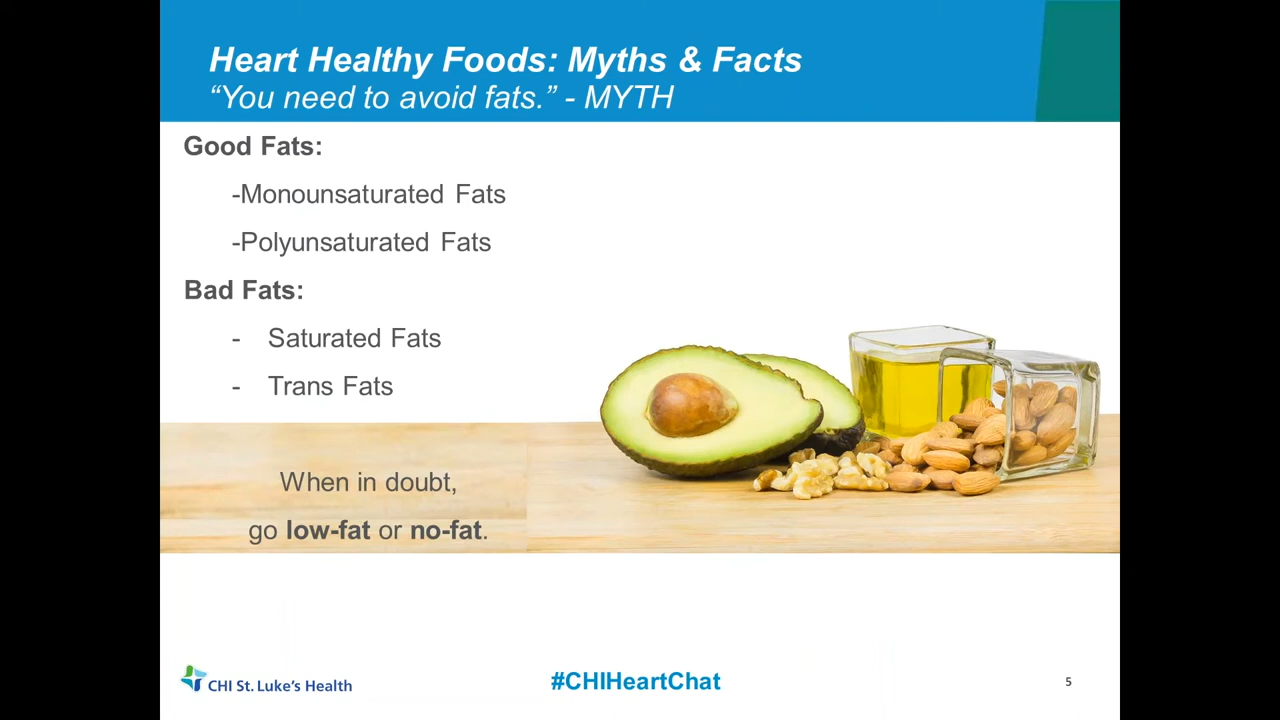 Heart Healthy Foods: Myths & Facts
“You need to avoid fats.” - MYTH
Good Fats:
-Monounsaturated Fats
-Polyunsaturated Fats
Bad Fats:
- Saturated Fats
- Trans Fats
When in doubt,
go low-fat or no-fat.
CHI St. Luke's Health
#CHIHeartChat
5